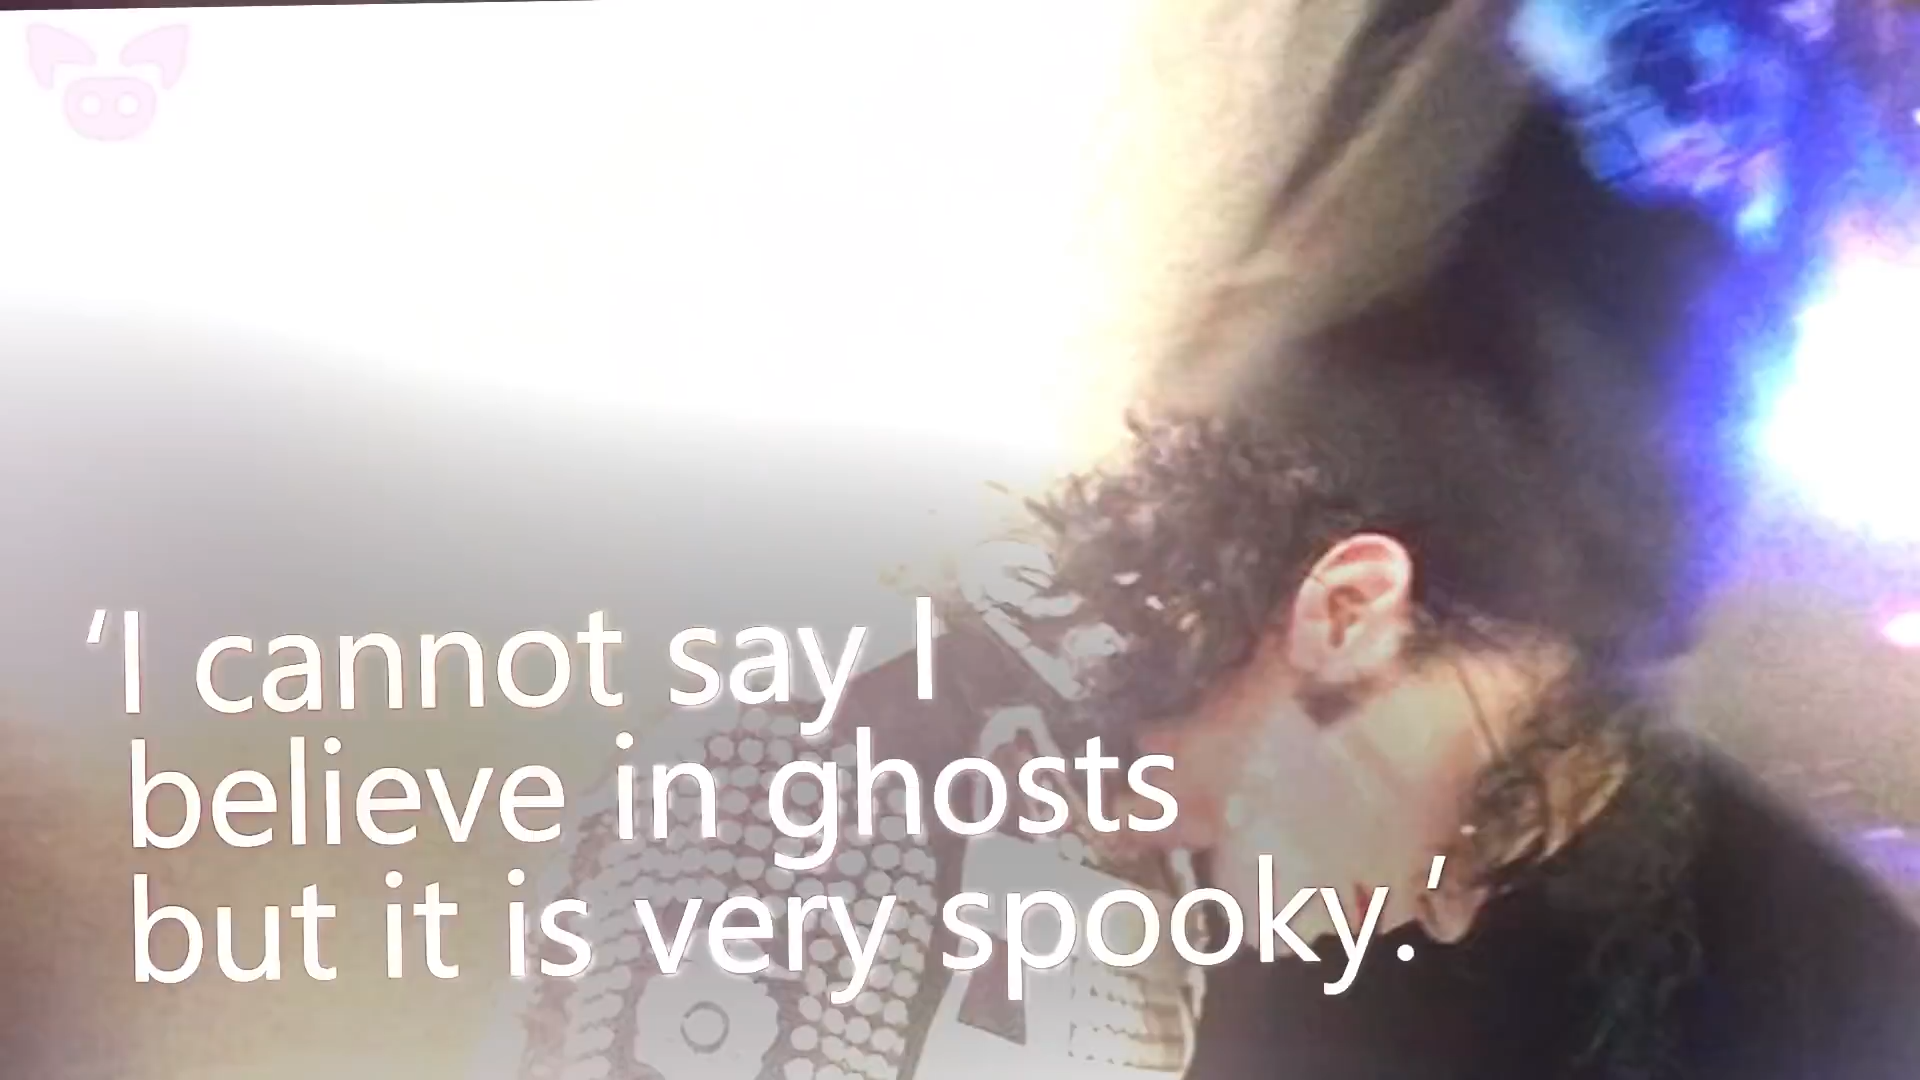 ‘I cannot say I
believe in ghosts
but it is very spooky.’